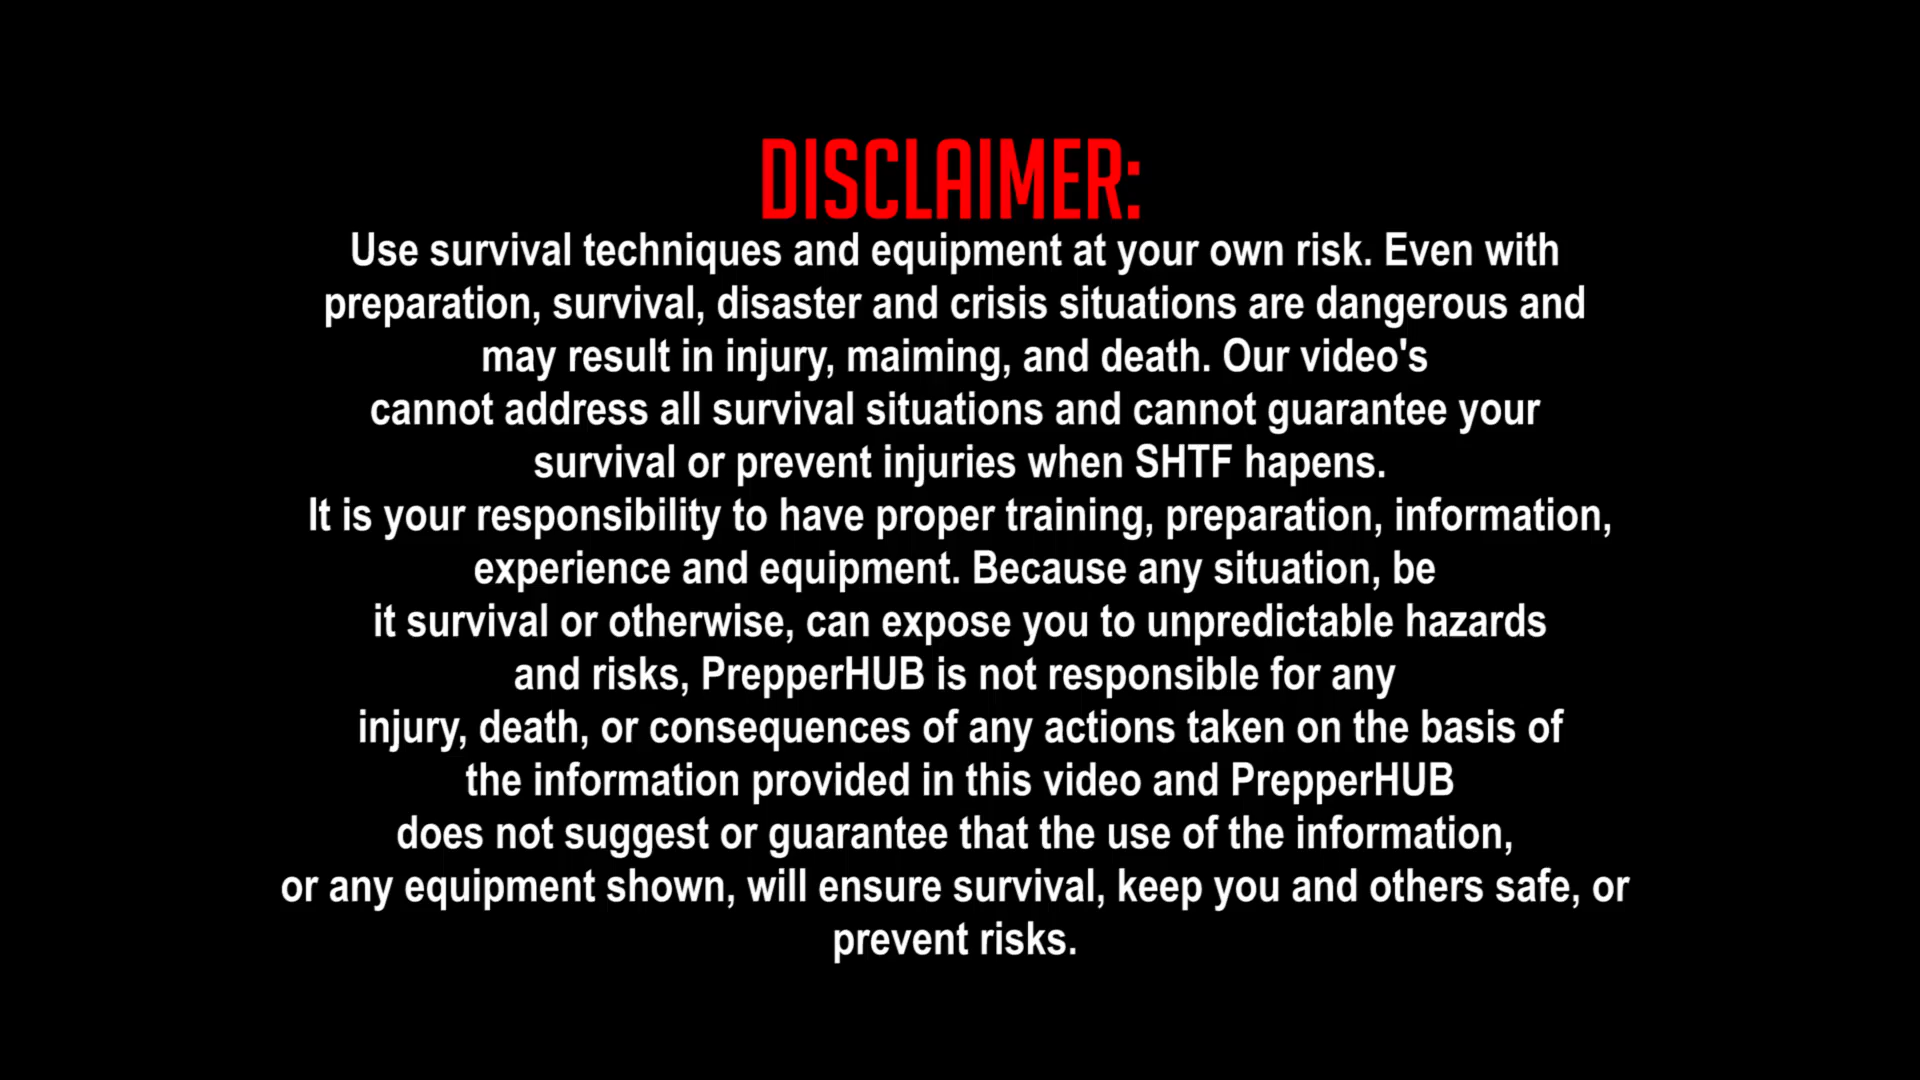 DISCLAIMER:
Use survival techniques and equipment at your own risk. Even with
preparation, survival, disaster and crisis situations are dangerous and
may result in injury, maiming, and death. Our video's
cannot address all survival situations and cannot guarantee your
survival or prevent injuries when SHTF hapens.
It is your responsibility to have proper training, preparation, information,
experience and equipment. Because any situation, be
it survival or otherwise, can expose you to unpredictable hazards
and risks, PrepperHUB is not responsible for any
injury, death, or consequences of any actions taken on the basis of
the information provided in this video and PrepperHUB
does not suggest or guarantee that the use of the information,
or any equipment shown, will ensure survival, keep you and others safe, or
prevent risks.